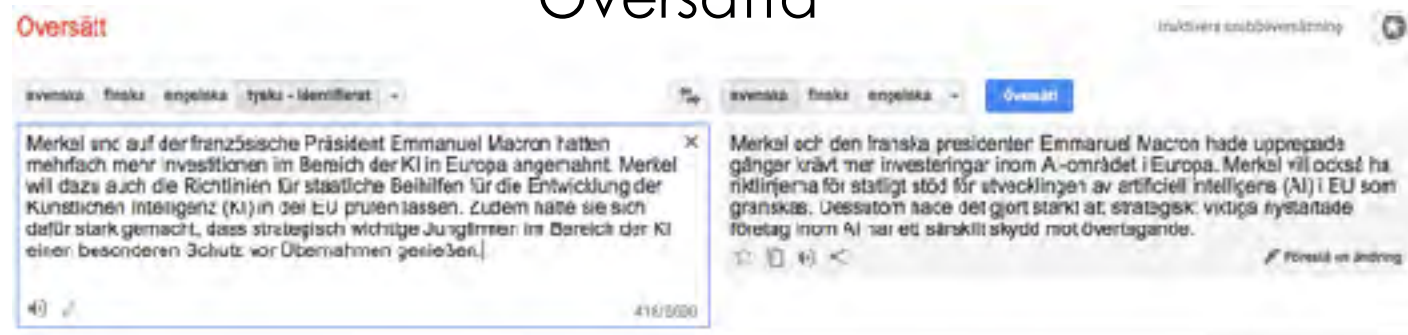 Översätta
Översätt
Inaktivera snabböversättning
svenska finska engelska tyska - identifierat
svenska finska engelska Översätt
Merkel und auf der französische Präsident Emmanuel Macron hatten
mehrfach mehr Investitionen im Bereich der KI in Europa angemahnt. Merkel
will dazu auch die Richtlinien für staatliche Beihilfen für die Entwicklung der
Künstlichen Intelligenz (KI) in der EU prüfen lassen. Zudem hatte sie sich
dafür stark gemacht, dass strategisch wichtige Jungfirmen im Bereich der KI
einen besonderen Schutz vor Übernahmen genießen.
Merkel och den franska presidenten Emmanuel Macron hade upprepade
gånger krävt mer investeringar inom AI-området i Europa. Merkel vill också ha
riktlinjerna för statligt stöd för utvecklingen av artificiell intelligens (AI) i EU som
granskas. Dessutom hade det gjort starkt att strategiskt viktiga nystartade
företag inom AI har ett särskilt skydd mot övertagande.
Föreslå en ändring